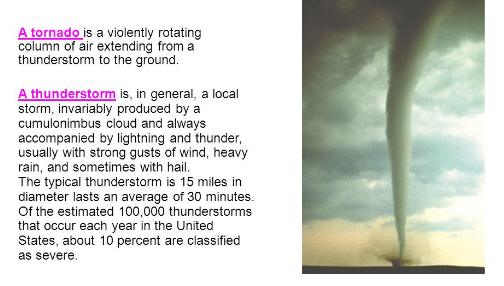 A tornado is a violently rotating
column of air extending from a
thunderstorm to the ground.
A thunderstorm is, in general, a local
storm, invariably produced by a
cumulonimbus cloud and always
accompanied by lightning and thunder,
usually with strong gusts of wind, heavy
rain, and sometimes with hail.
The typical thunderstorm is 15 miles in
diameter lasts an average of 30 minutes.
Of the estimated 100,000 thunderstorms
that occur each year in the United
States, about 10 percent are classified
as severe.